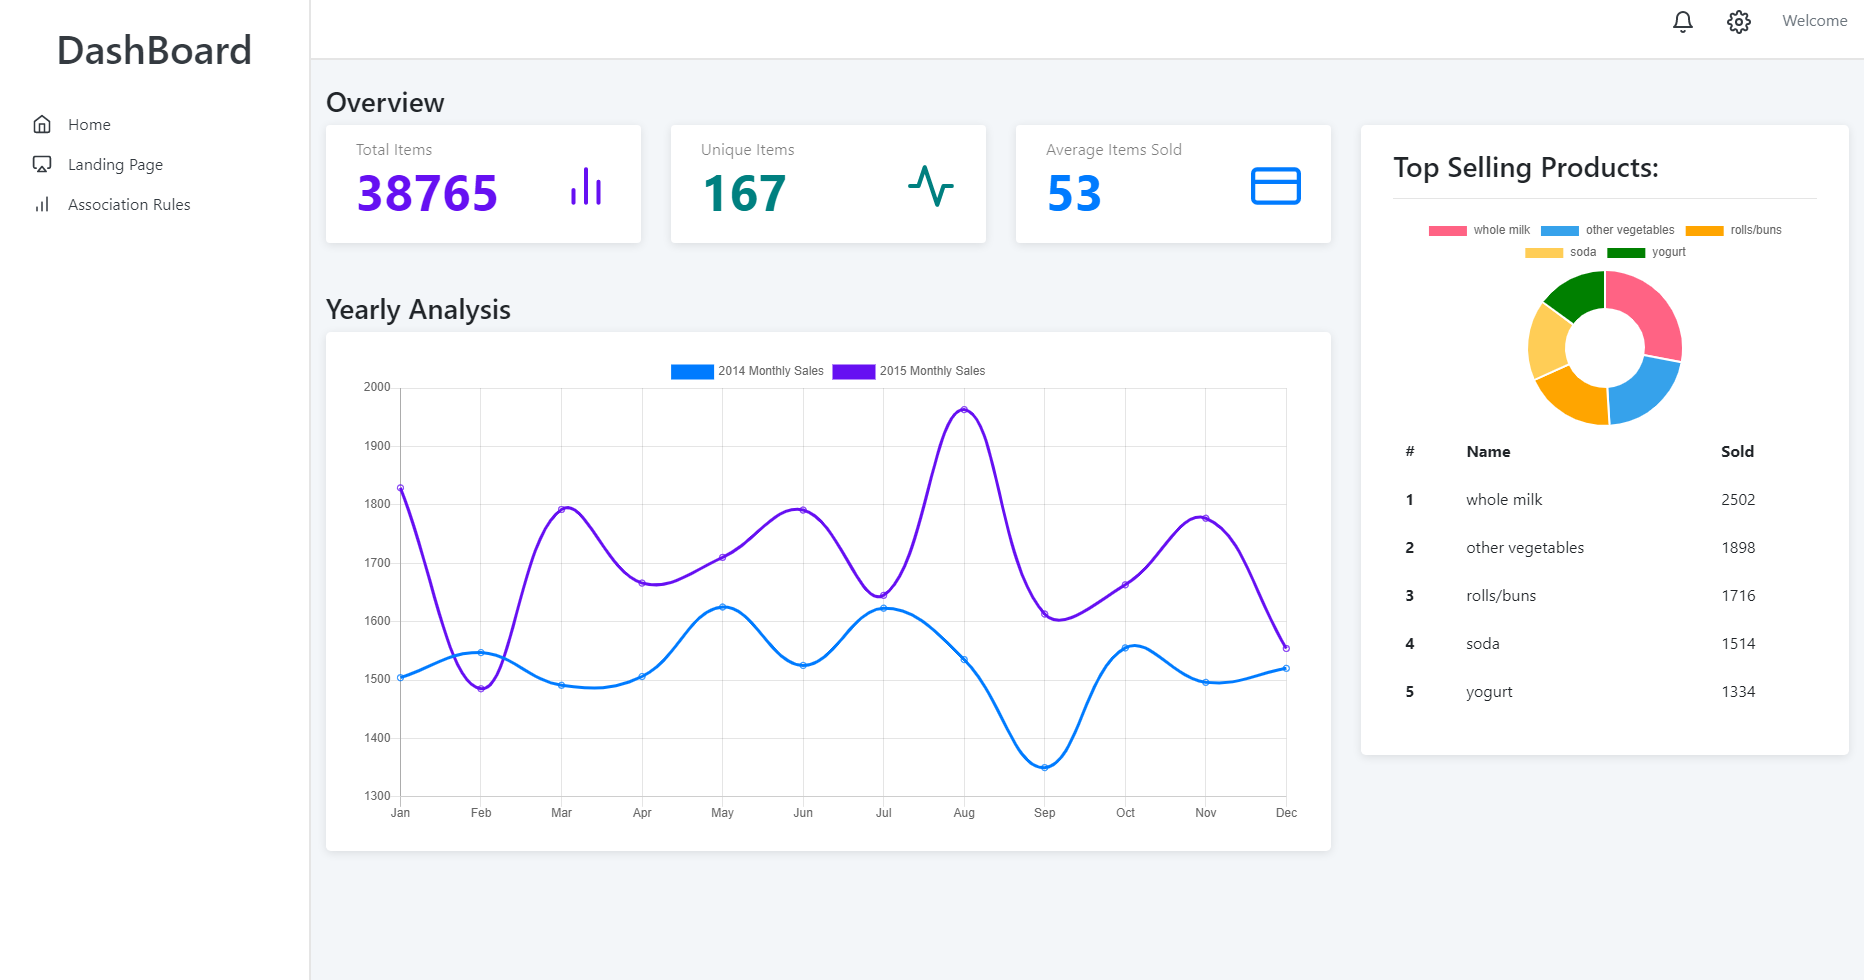 DashBoard
Home
Landing Page
Association Rules
Welcome
Overview
Total Items
38765
Unique Items
167
Average Items Sold
53
Yearly Analysis
2014 Monthly Sales 2015 Monthly Sales
2000
1900
1800
1700
1600
1500
1400
1300
Jan Feb Mar Apr May Jun Jul Aug Sep Oct Nov Dec
Top Selling Products:
whole milk other vegetables rolls/buns
soda yogurt
# Name Sold
1 whole milk 2502
2 other vegetables 1898
3 rolls/buns 1716
4 soda 1514
5 yogurt 1334